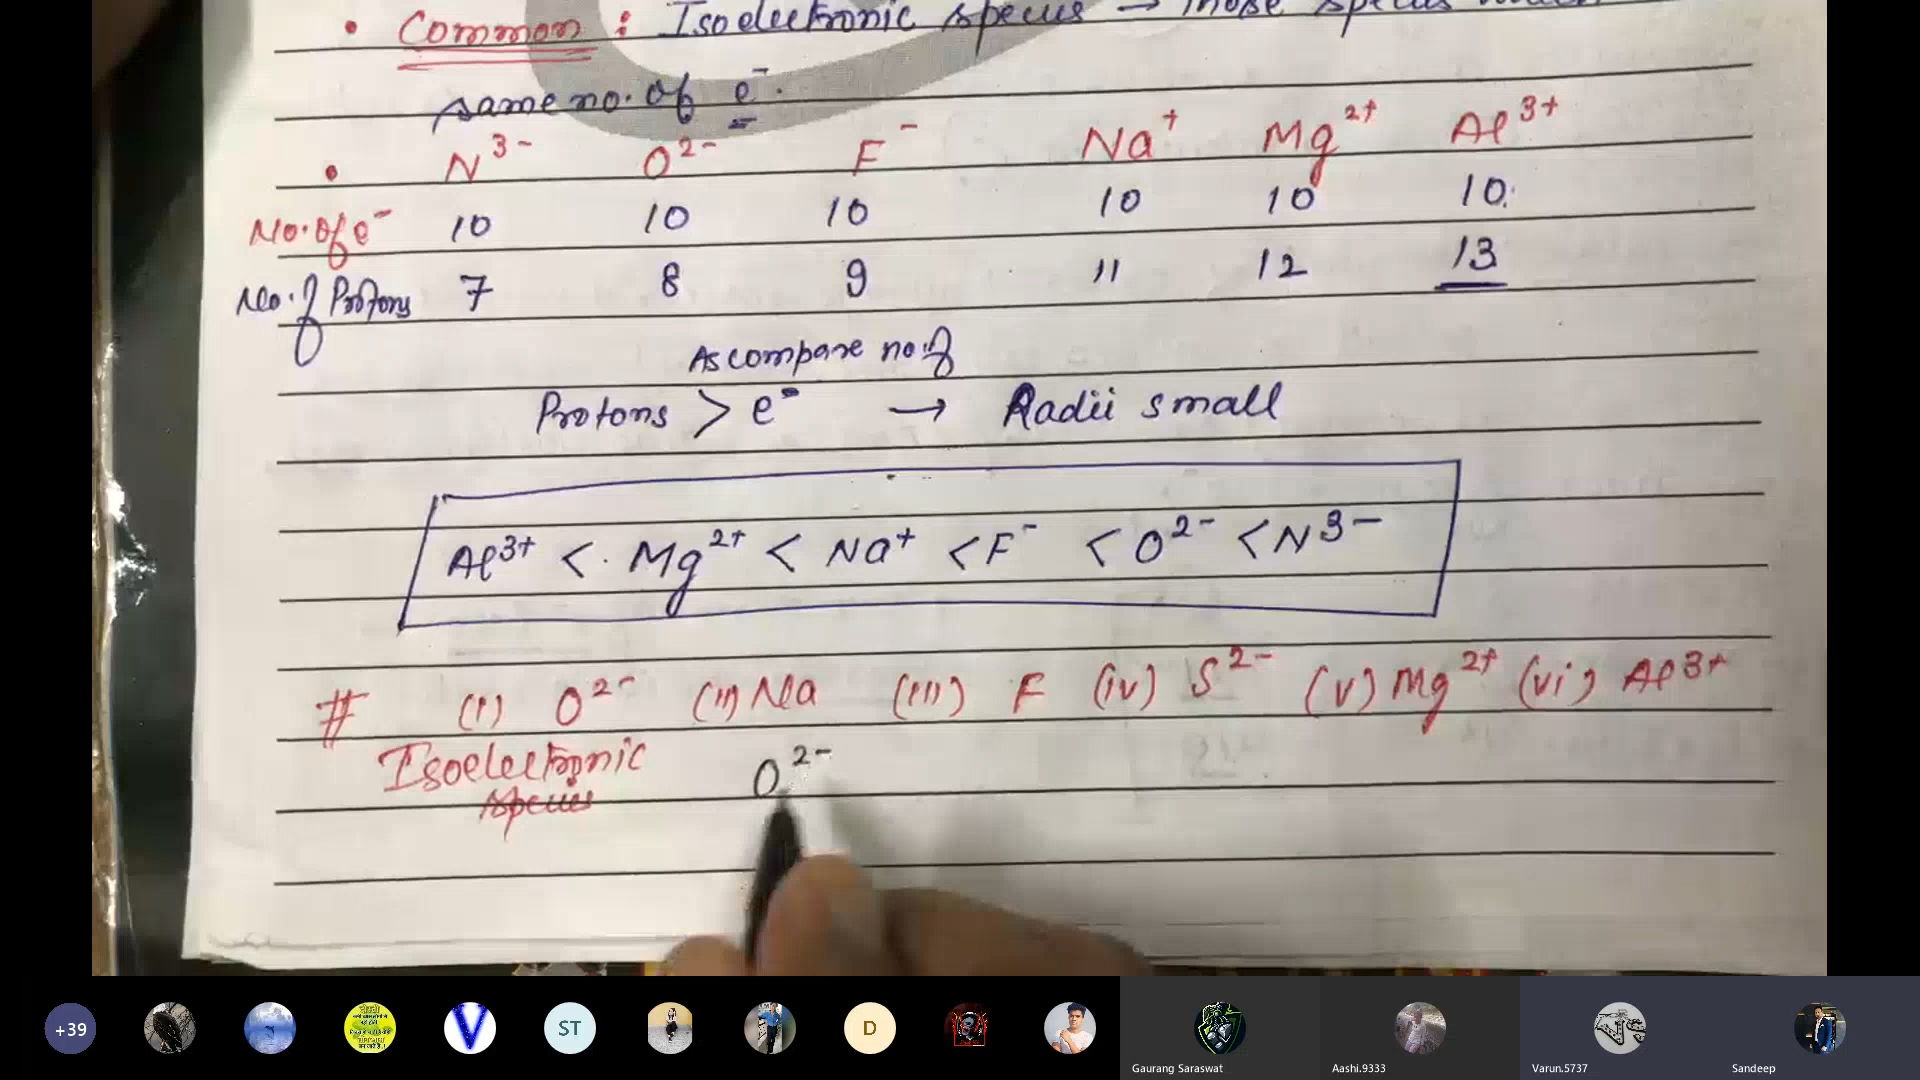 • Common : Isoelectronic species → those species which
same no. of e⁻.
• N³⁻ O²⁻ F⁻ Na⁺ Mg²⁺ Al³⁺
No. of e⁻ 10 10 10 10 10 10
No. of Protons 7 8 9 11 12 13
As compare no. of
Protons > e⁻ → Radii small
Al³⁺ < Mg²⁺ < Na⁺ < F⁻ < O²⁻ < N³⁻
# (i) O²⁻ (ii) Na (iii) F (iv) S²⁻ (v) Mg²⁺ (vi) Al³⁺
Isoelectronic O²⁻
species
+39 ST D
Gaurang Saraswat Aashi.9333 Varun.5737 Sandeep